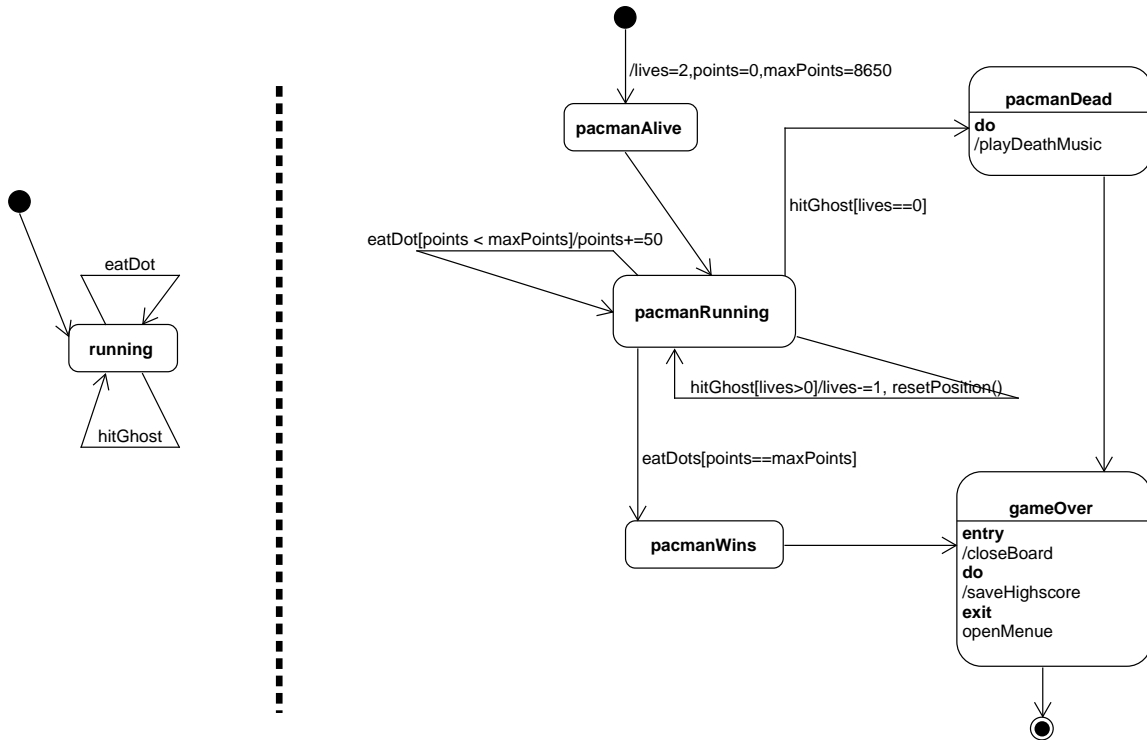 eatDot
running
hitGhost
/lives=2,points=0,maxPoints=8650
pacmanAlive
pacmanDead
do
/playDeathMusic
hitGhost[lives==0]
eatDot[points < maxPoints]/points+=50
pacmanRunning
hitGhost[lives>0]/lives-=1, resetPosition()
eatDots[points==maxPoints]
pacmanWins
gameOver
entry
/closeBoard
do
/saveHighscore
exit
openMenue